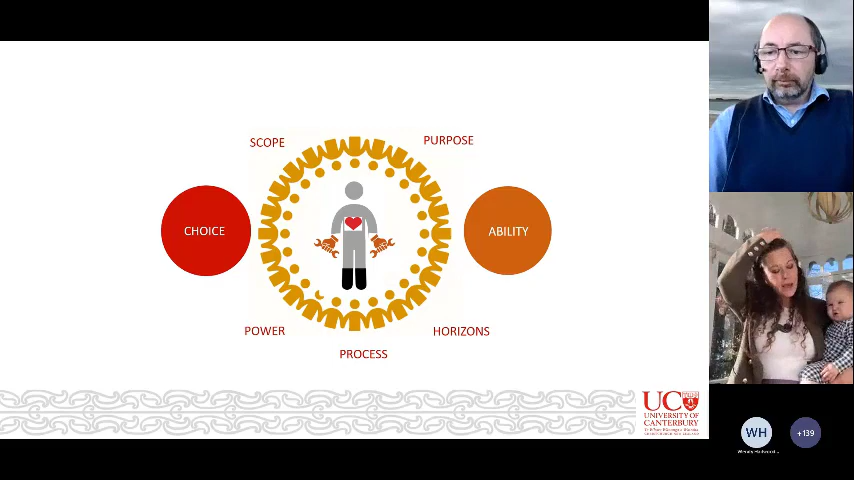 SCOPE
PURPOSE
CHOICE
ABILITY
POWER
HORIZONS
PROCESS
UC
UNIVERSITY OF
CANTERBURY
WH
+139